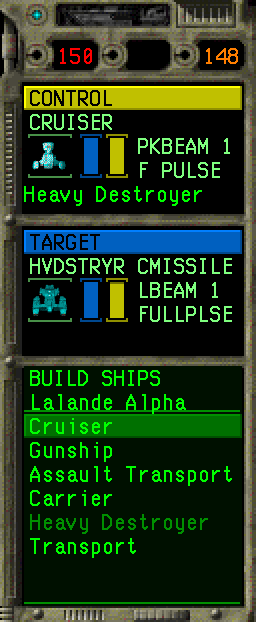 150 148
CONTROL
CRUISER
PKBEAM 1
F PULSE
Heavy Destroyer
TARGET
HVDSTRYR CMISSILE
LBEAM 1
FULLPLSE
BUILD SHIPS
Lalande Alpha
Cruiser
Gunship
Assault Transport
Carrier
Heavy Destroyer
Transport